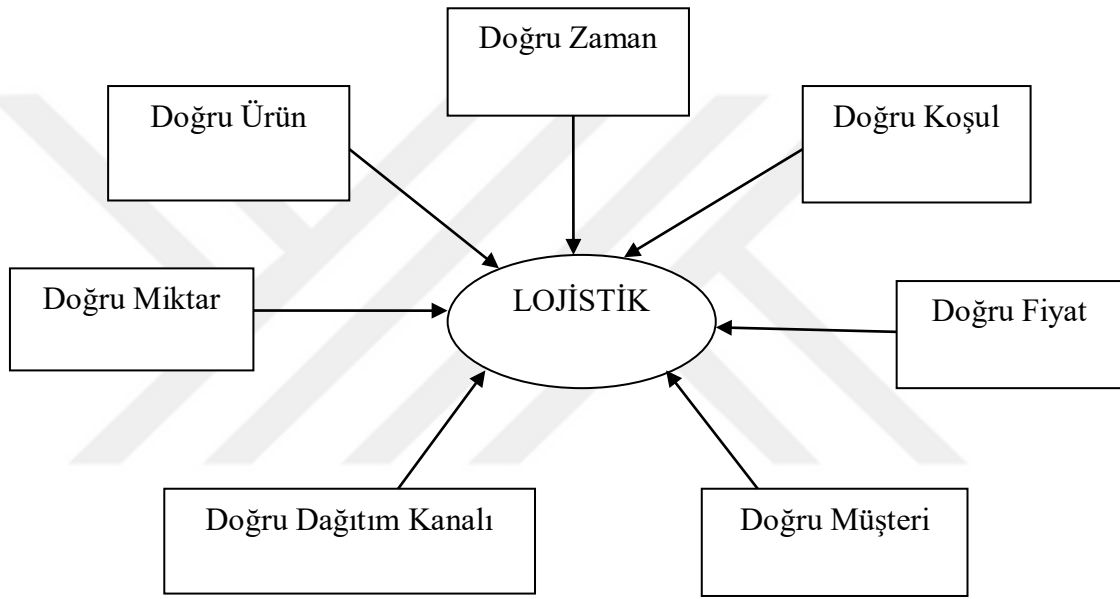 Doğru Zaman
Doğru Ürün
Doğru Koşul
Doğru Miktar
LOJİSTİK
Doğru Fiyat
Doğru Dağıtım Kanalı
Doğru Müşteri